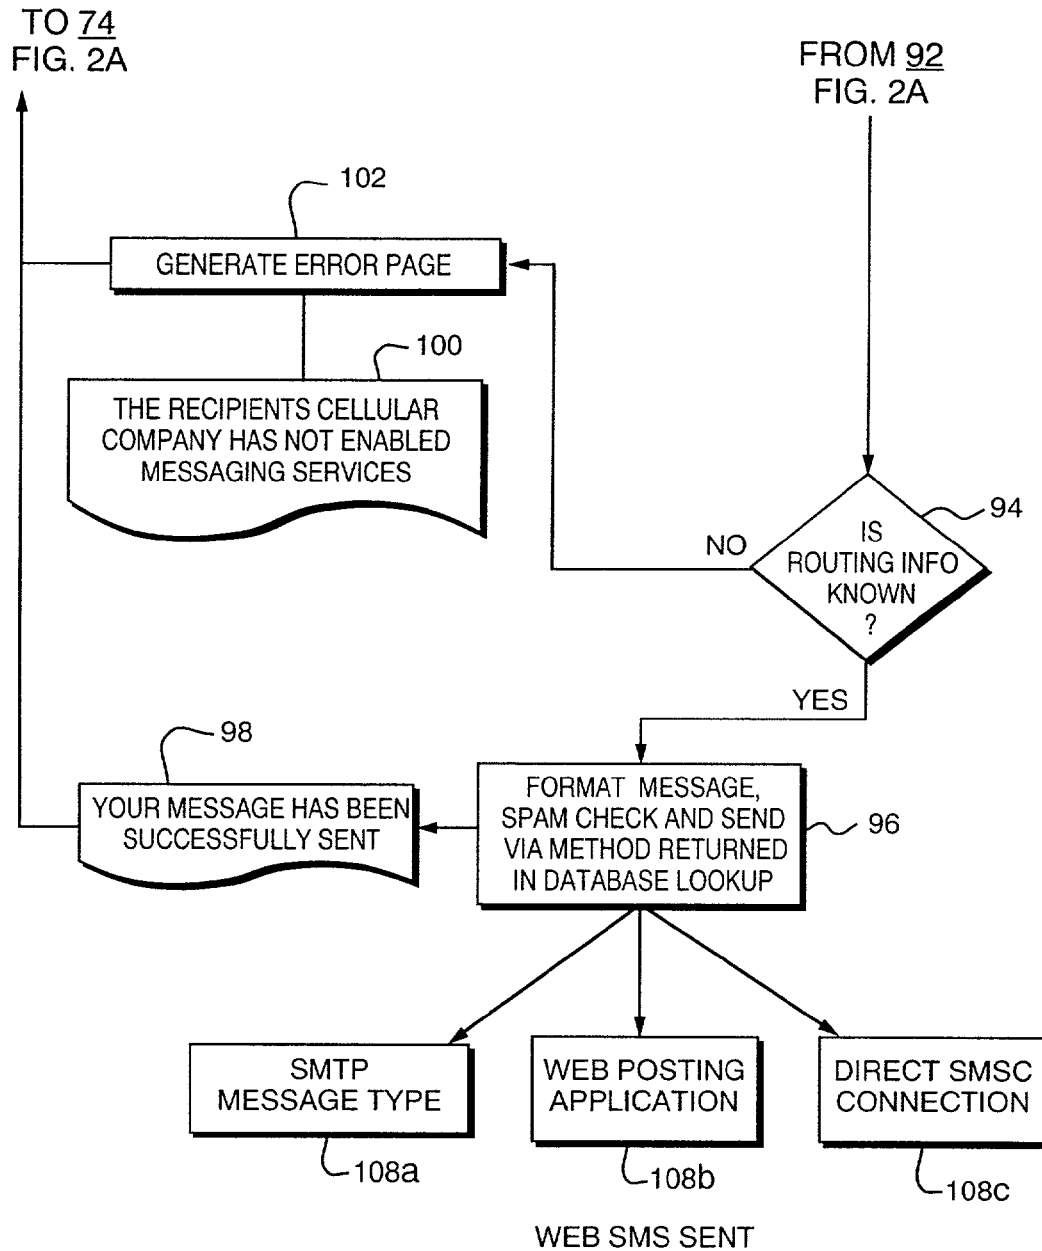 TO 74
FIG. 2A
FROM 92
FIG. 2A
102
GENERATE ERROR PAGE
100
THE RECIPIENTS CELLULAR
COMPANY HAS NOT ENABLED
MESSAGING SERVICES
94
NO
IS
ROUTING INFO
KNOWN
?
YES
98
YOUR MESSAGE HAS BEEN
SUCCESSFULLY SENT
FORMAT MESSAGE,
SPAM CHECK AND SEND
VIA METHOD RETURNED
IN DATABASE LOOKUP
96
SMTP
MESSAGE TYPE
WEB POSTING
APPLICATION
DIRECT SMSC
CONNECTION
108a
108b
108c
WEB SMS SENT